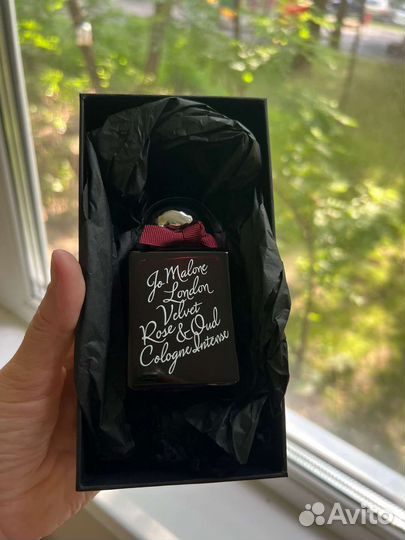 Jo Malone
London
Velvet
Rose & Oud
Cologne Intense
Avito